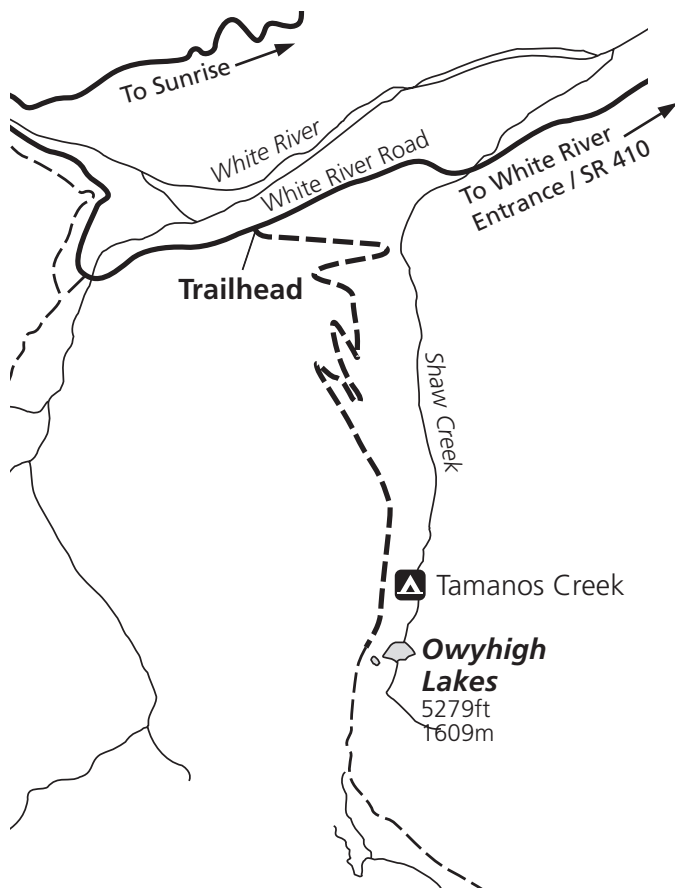 To Sunrise
White River
White River Road
To White River
Entrance / SR 410
Trailhead
Shaw Creek
Tamanos Creek
Owyhigh
Lakes
5279ft
1609m